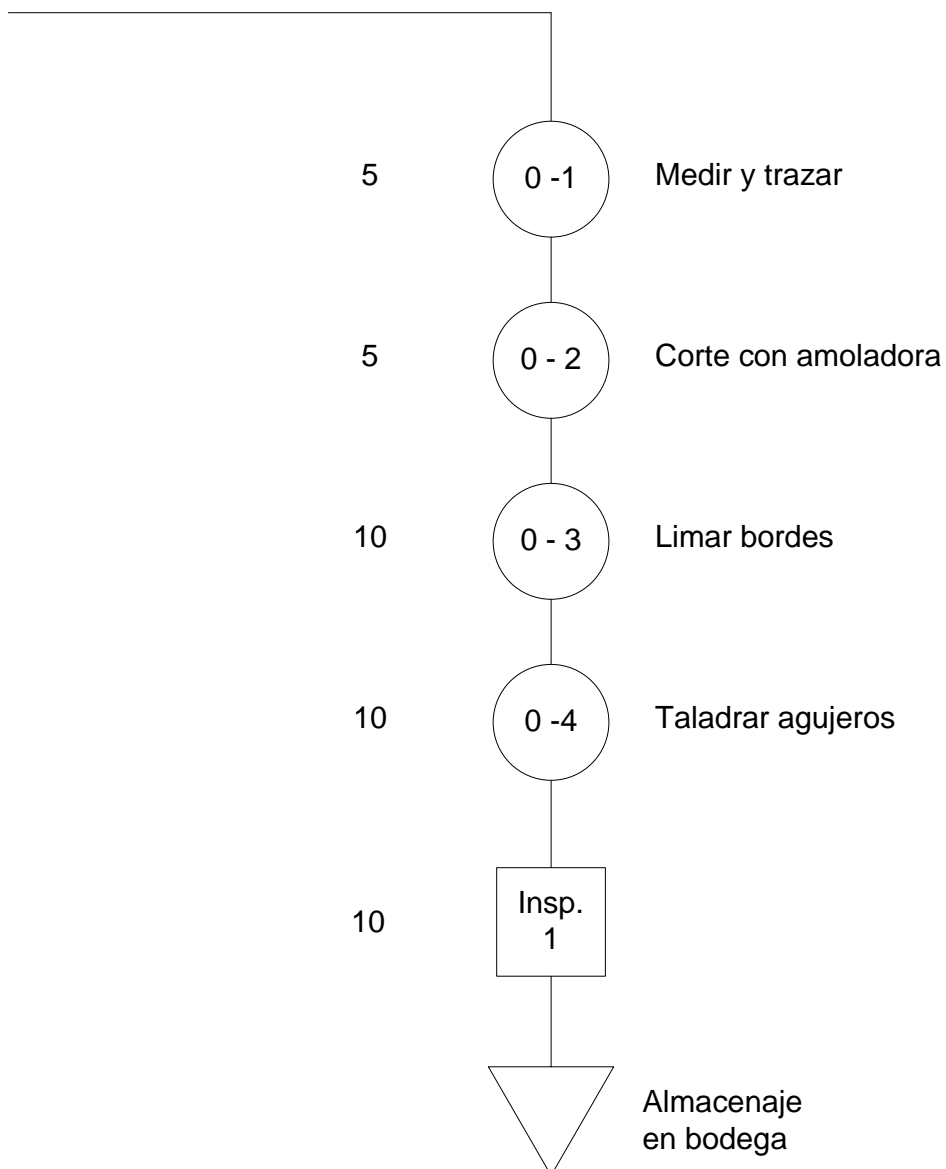 5 0 -1 Medir y trazar
5 0 - 2 Corte con amoladora
10 0 - 3 Limar bordes
10 0 -4 Taladrar agujeros
Insp.
10 1
Almacenaje
en bodega